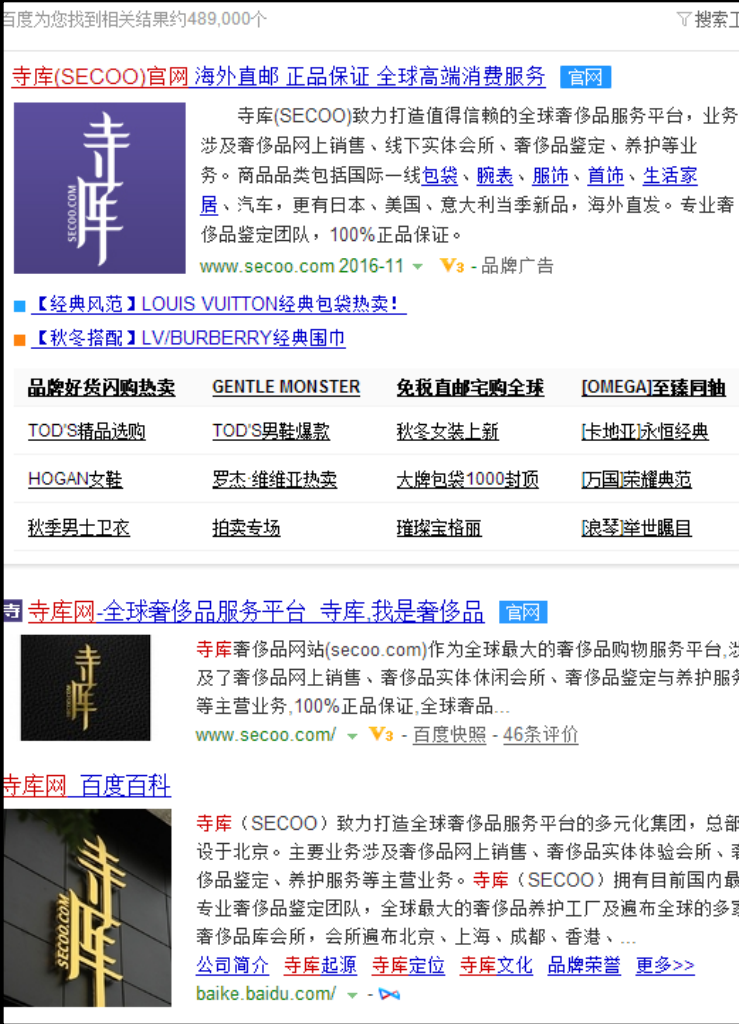 百度为您找到相关结果约489,000个
搜索工
寺库(SECOO)官网 海外直邮 正品保证 全球高端消费服务 官网
寺库
SECOO.COM
寺库(SECOO)致力打造值得信赖的全球奢侈品服务平台，业务
涉及奢侈品网上销售、线下实体会所、奢侈品鉴定、养护等业
务。商品品类包括国际一线包袋、腕表、服饰、首饰、生活家
居、汽车，更有日本、美国、意大利当季新品，海外直发。专业奢
侈品鉴定团队，100%正品保证。
www.secoo.com 2016-11 V3 - 品牌广告
【经典风范】LOUIS VUITTON经典包袋热卖！
【秋冬搭配】LV/BURBERRY经典围巾
品牌好货闪购热卖 GENTLE MONSTER 免税直邮宅购全球 [OMEGA]至臻同轴
TOD'S精品选购 TOD'S男鞋爆款 秋冬女装上新 [卡地亚]永恒经典
HOGAN女鞋 罗杰·维维亚热卖 大牌包袋1000封顶 [万国]荣耀典范
秋季男士卫衣 拍卖专场 璀璨宝格丽 [浪琴]举世瞩目
寺 寺库网-全球奢侈品服务平台_寺库,我是奢侈品 官网
寺库
寺库奢侈品网站(secoo.com)作为全球最大的奢侈品购物服务平台,涉
及了奢侈品网上销售、奢侈品实体休闲会所、奢侈品鉴定与养护服务
等主营业务,100%正品保证,全球奢品...
www.secoo.com/ V3 - 百度快照 - 46条评价
寺库网_百度百科
寺库
SECOO.COM
寺库（SECOO）致力打造全球奢侈品服务平台的多元化集团，总部
设于北京。主要业务涉及奢侈品网上销售、奢侈品实体体验会所、奢
侈品鉴定、养护服务等主营业务。寺库（SECOO）拥有目前国内最
专业奢侈品鉴定团队，全球最大的奢侈品养护工厂及遍布全球的多家
奢侈品库会所，会所遍布北京、上海、成都、香港、...
公司简介 寺库起源 寺库定位 寺库文化 品牌荣誉 更多>>
baike.baidu.com/ -